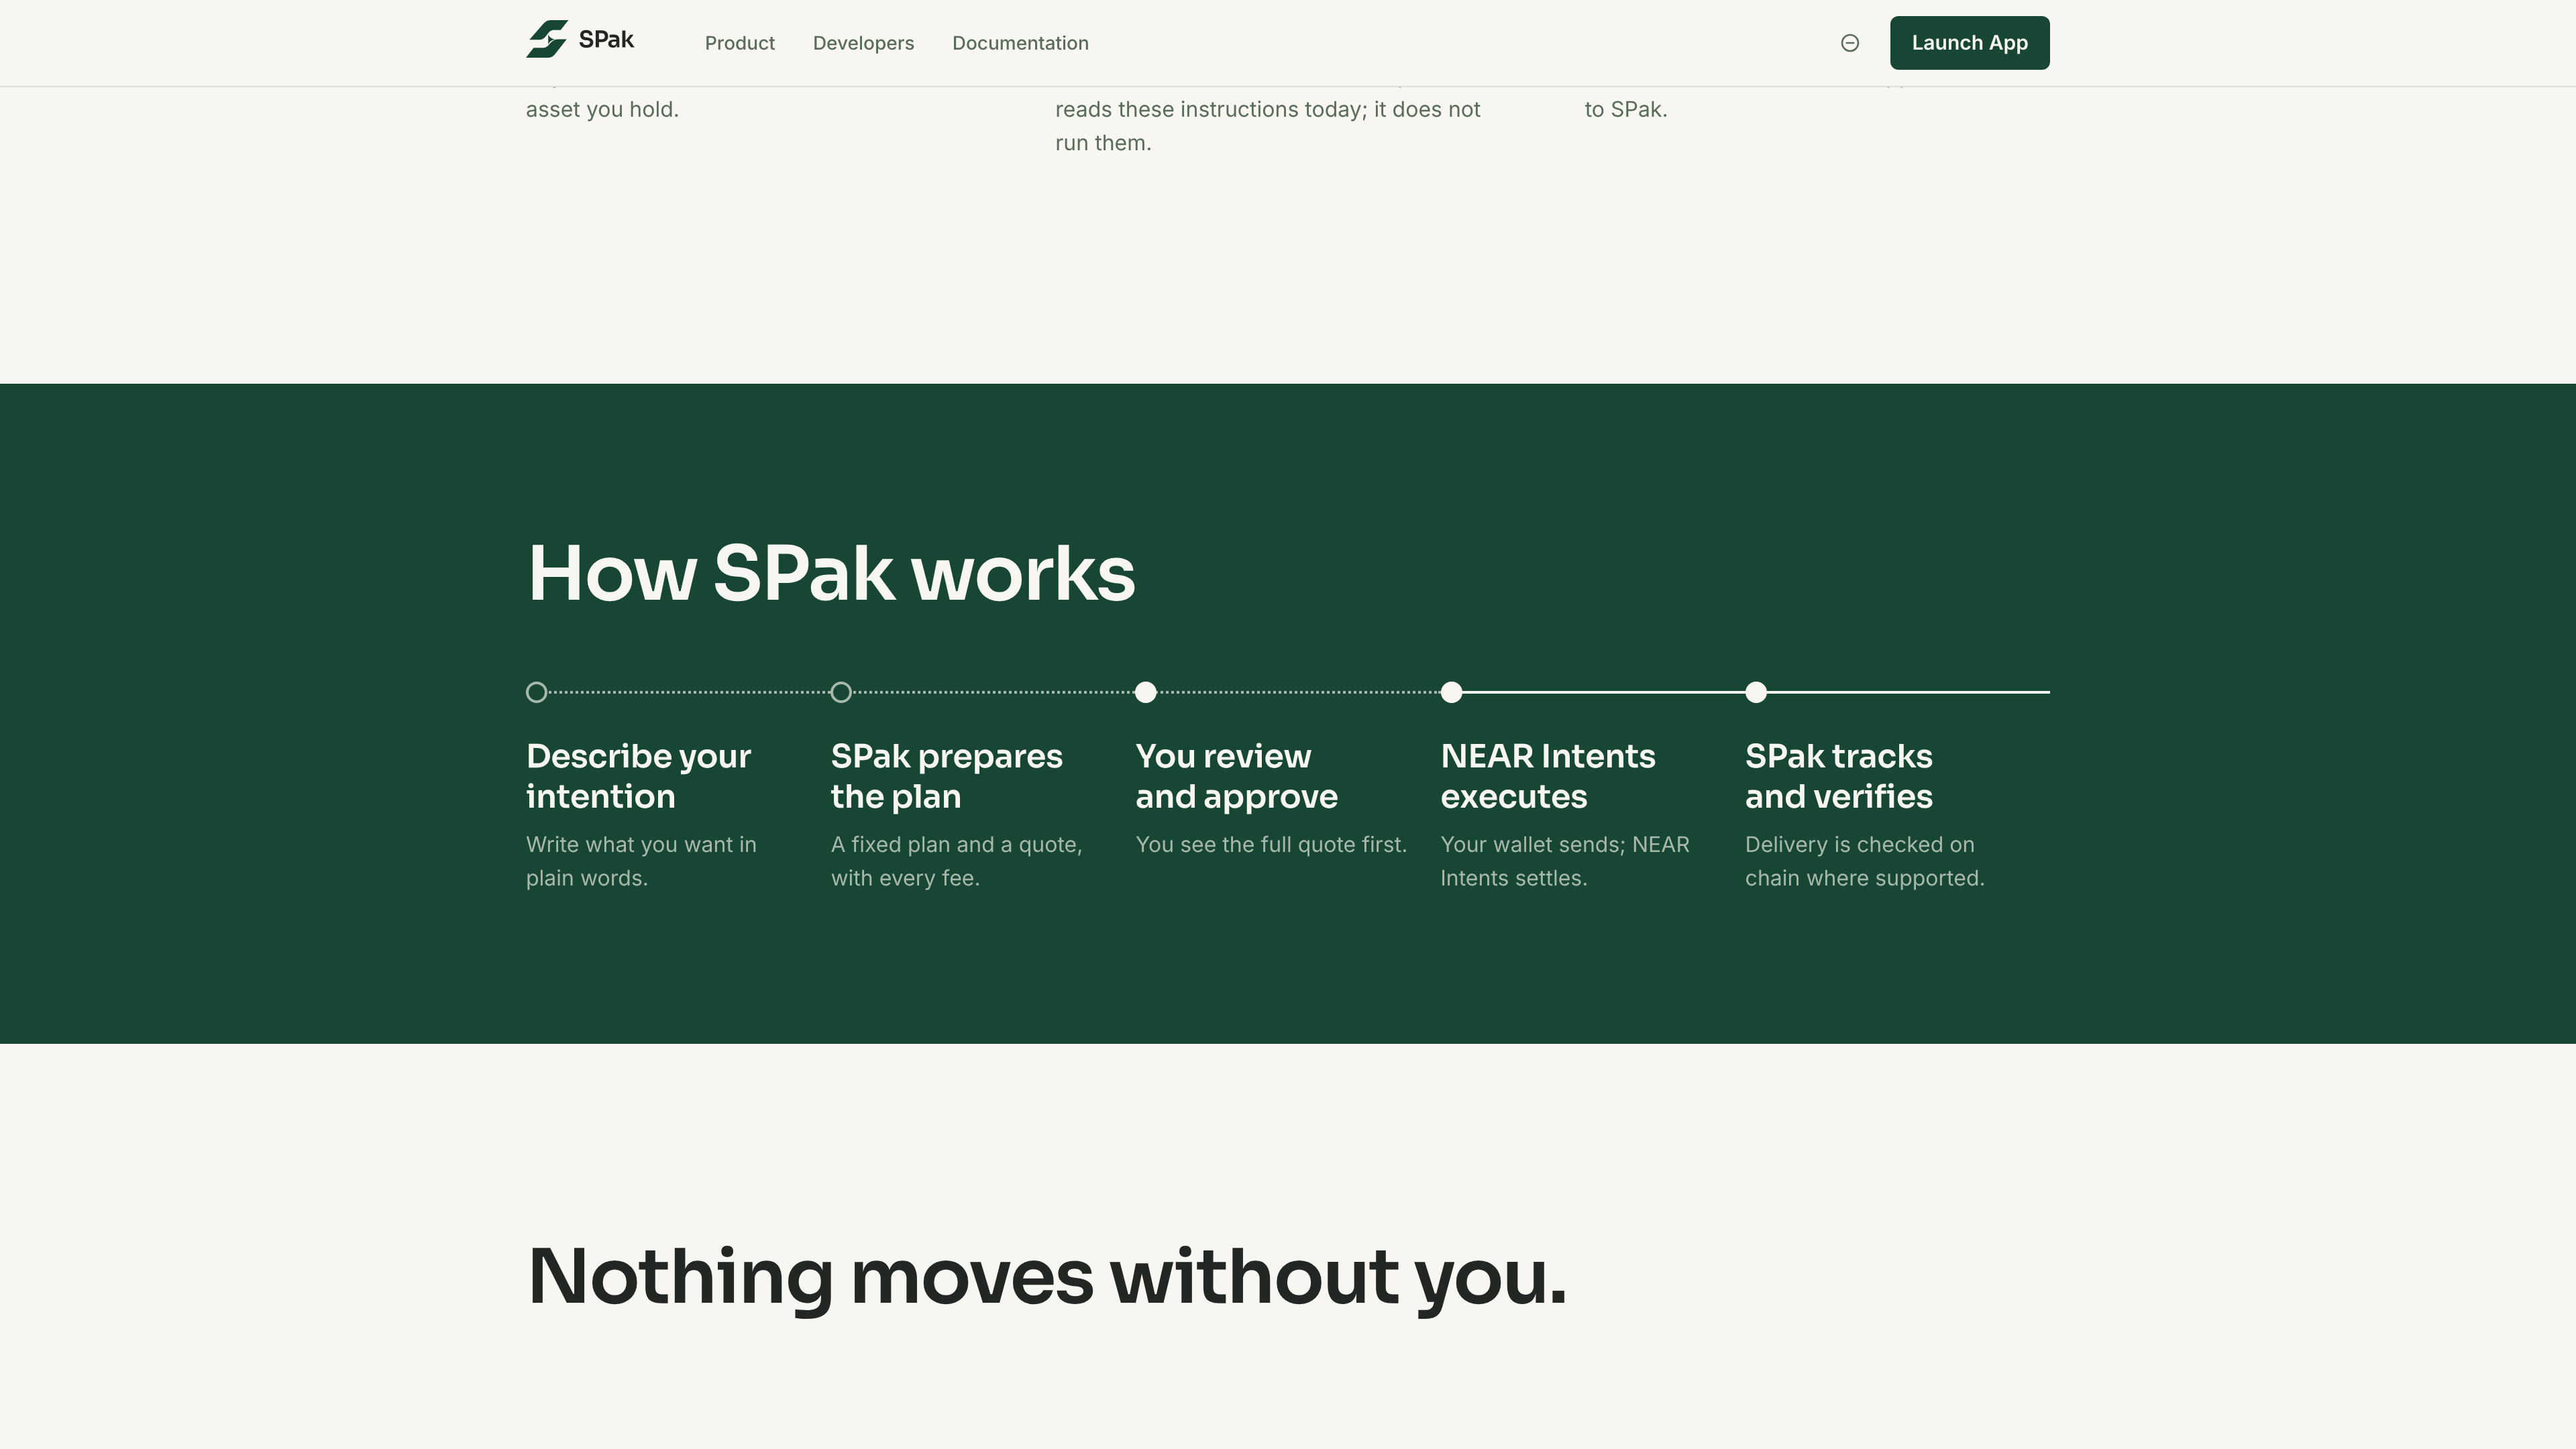 SPak
Product
Developers
Documentation
Launch App
asset you hold.
reads these instructions today; it does not
run them.
to SPak.
How SPak works
Describe your
intention
Write what you want in
plain words.
SPak prepares
the plan
A fixed plan and a quote,
with every fee.
You review
and approve
You see the full quote first.
NEAR Intents
executes
Your wallet sends; NEAR
Intents settles.
SPak tracks
and verifies
Delivery is checked on
chain where supported.
Nothing moves without you.